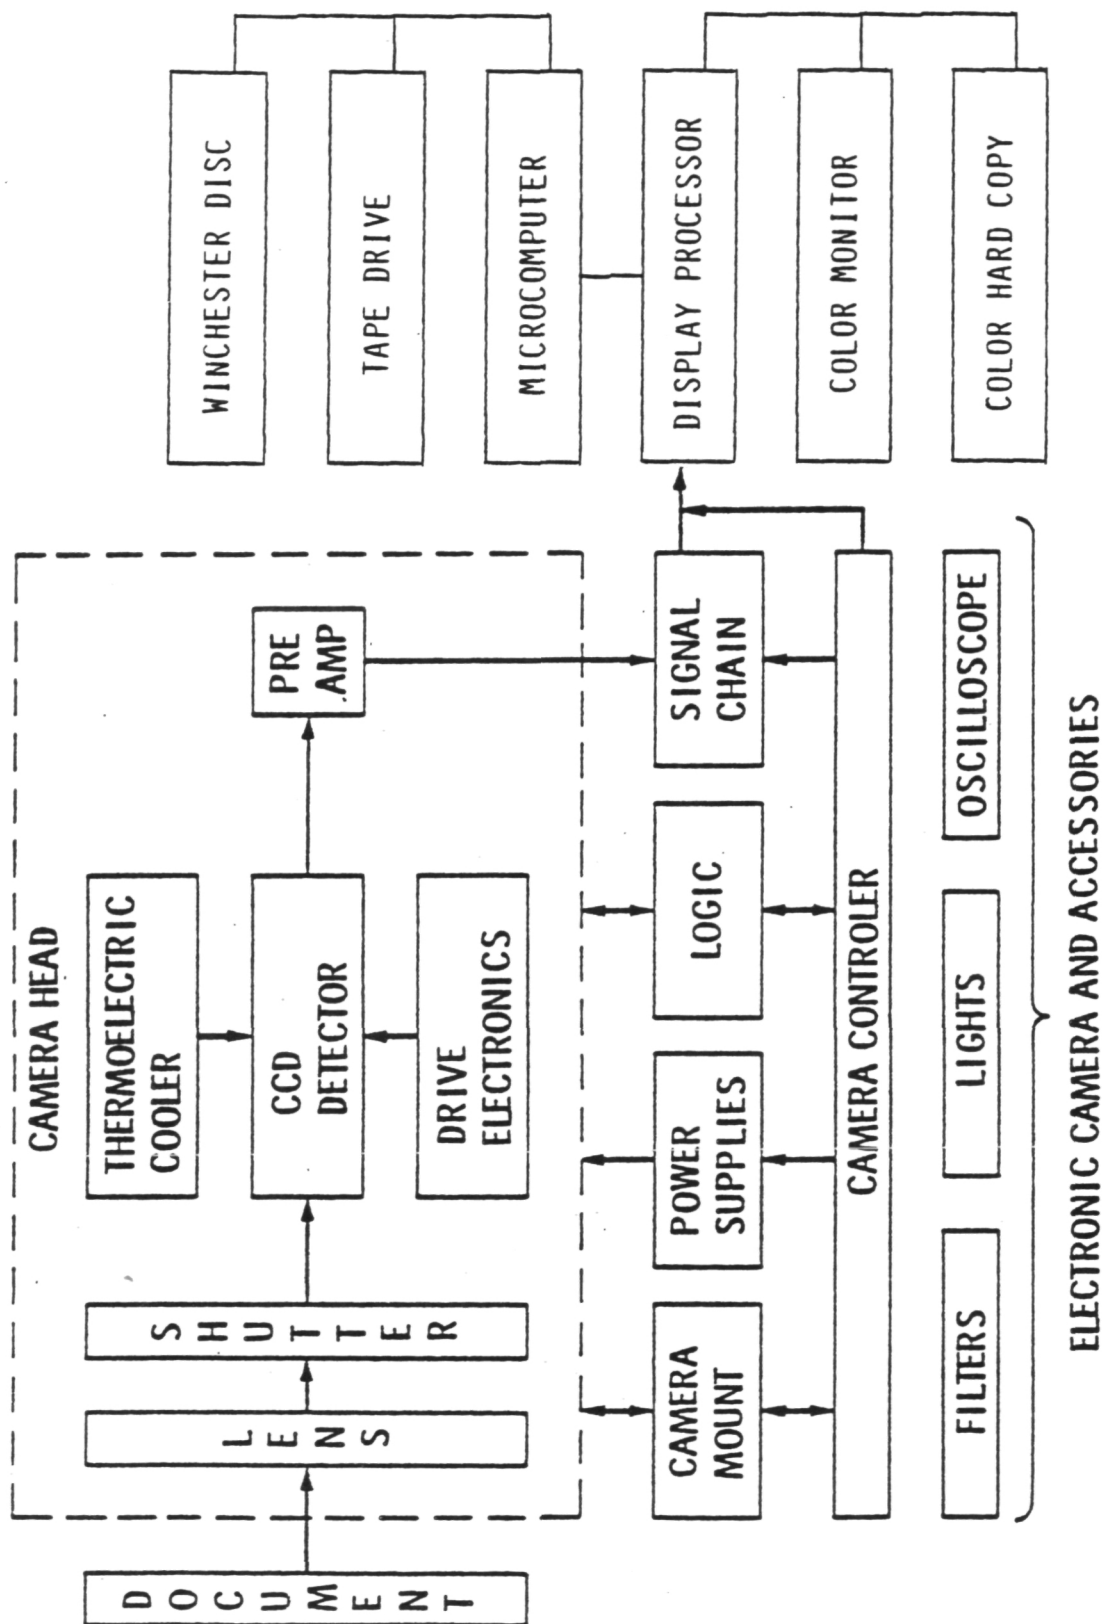 CAMERA HEAD
DOCUMENT
LENS
SHUTTER
THERMOELECTRIC
COOLER
CCD
DETECTOR
DRIVE
ELECTRONICS
PRE
AMP
CAMERA
MOUNT
POWER
SUPPLIES
LOGIC
SIGNAL
CHAIN
CAMERA CONTROLER
FILTERS
LIGHTS
OSCILLOSCOPE
ELECTRONIC CAMERA AND ACCESSORIES
WINCHESTER DISC
TAPE DRIVE
MICROCOMPUTER
DISPLAY PROCESSOR
COLOR MONITOR
COLOR HARD COPY